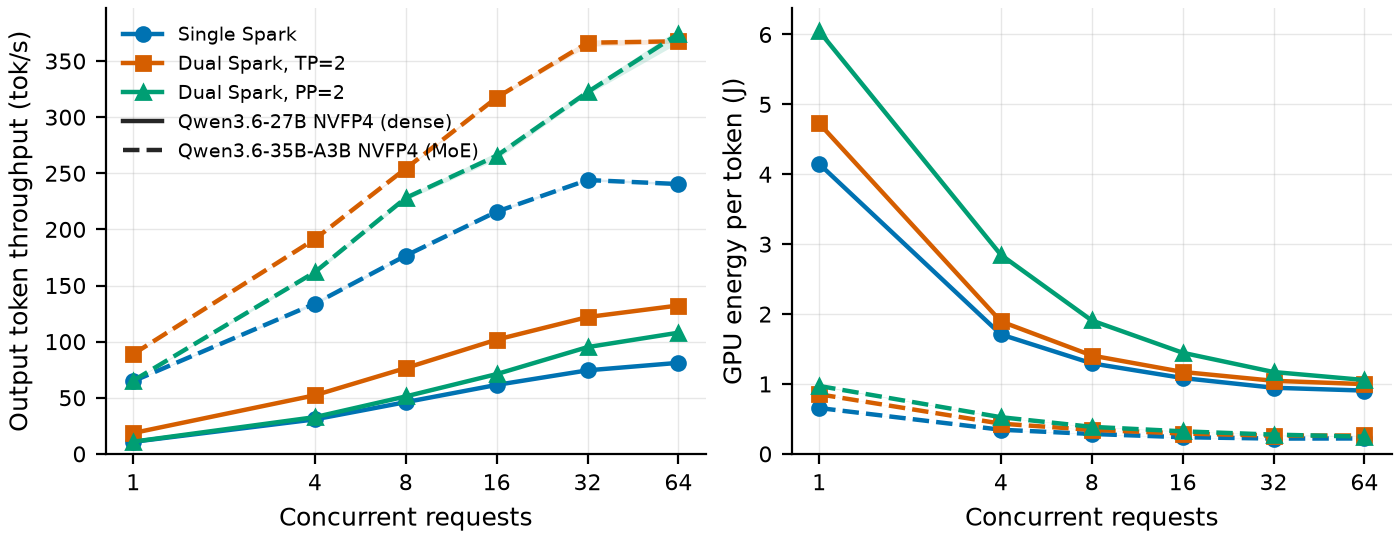 Output token throughput (tok/s)
350
300
250
200
150
100
50
0
Single Spark
Dual Spark, TP=2
Dual Spark, PP=2
Qwen3.6-27B NVFP4 (dense)
Qwen3.6-35B-A3B NVFP4 (MoE)
1 4 8 16 32 64
Concurrent requests
GPU energy per token (J)
6
5
4
3
2
1
0
1 4 8 16 32 64
Concurrent requests